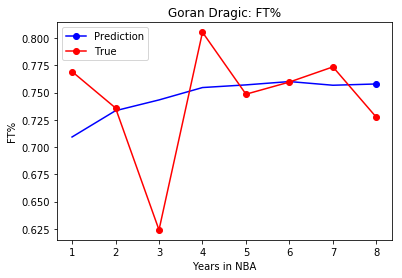 Goran Dragic: FT%
Prediction
True
FT%
0.800
0.775
0.750
0.725
0.700
0.675
0.650
0.625
1 2 3 4 5 6 7 8
Years in NBA